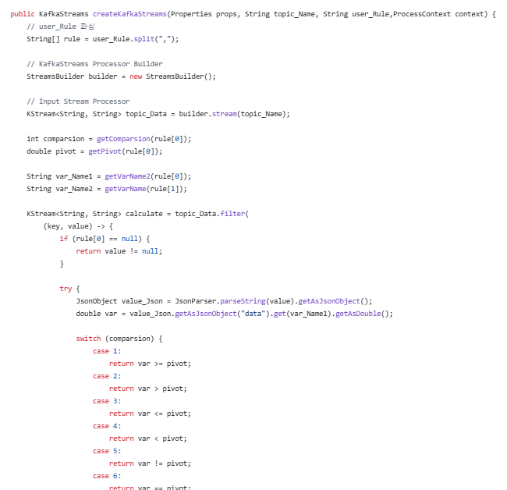 public KafkaStreams createKafkaStreams(Properties props, String topic_Name, String user_Rule,ProcessContext context) {
// user_Rule 파싱
String[] rule = user_Rule.split(",");
// KafkaStreams Processor Builder
StreamsBuilder builder = new StreamsBuilder();
// Input Stream Processor
KStream<String, String> topic_Data = builder.stream(topic_Name);
int comparsion = getComparsion(rule[0]);
double pivot = getPivot(rule[0]);
String var_Name1 = getVarName2(rule[0]);
String var_Name2 = getVarName(rule[1]);
KStream<String, String> calculate = topic_Data.filter(
(key, value) -> {
if (rule[0] == null) {
return value != null;
}
try {
JsonObject value_Json = JsonParser.parseString(value).getAsJsonObject();
double var = value_Json.getAsJsonObject("data").get(var_Name1).getAsDouble();
switch (comparsion) {
case 1:
return var >= pivot;
case 2:
return var > pivot;
case 3:
return var <= pivot;
case 4:
return var < pivot;
case 5:
return var != pivot;
case 6:
return var == pivot;